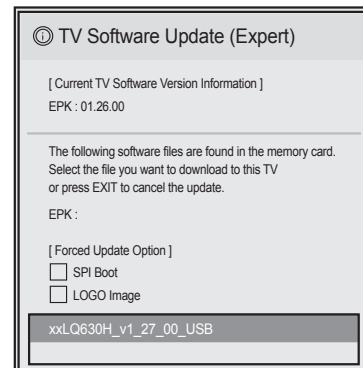 TV Software Update (Expert)
[ Current TV Software Version Information ]
EPK : 01.26.00
The following software files are found in the memory card.
Select the file you want to download to this TV
or press EXIT to cancel the update.
EPK :
[ Forced Update Option ]
SPI Boot
LOGO Image
xxLQ630H_v1_27_00_USB